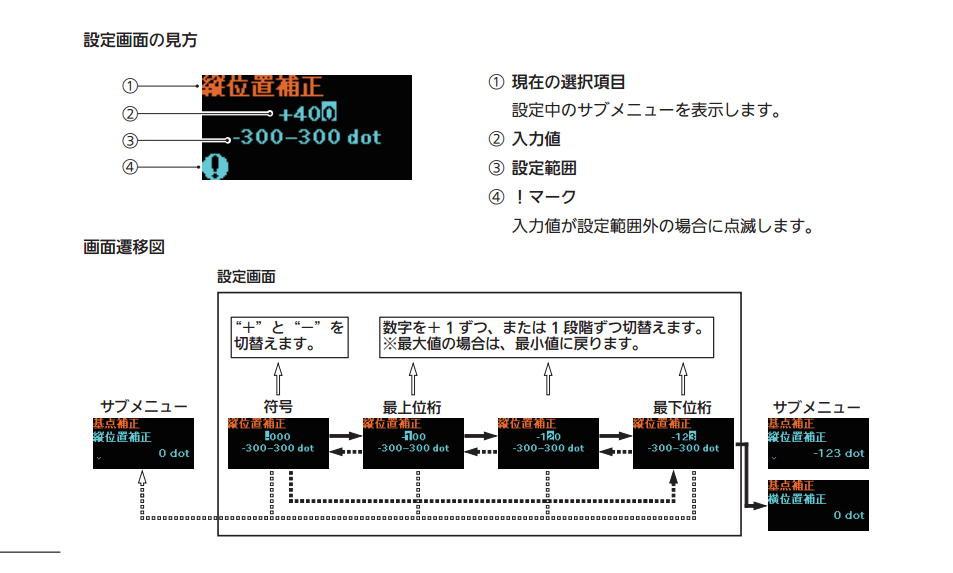 設定画面の見方
①
縦位置補正
②
+400
③
-300–300 dot
④
!
① 現在の選択項目
設定中のサブメニューを表示します。
② 入力値
③ 設定範囲
④ ！マーク
入力値が設定範囲外の場合に点滅します。
画面遷移図
設定画面
“＋”と“－”を
切替えます。
数字を＋１ずつ、または１段階ずつ切替えます。
※最大値の場合は、最小値に戻ります。
サブメニュー
符号
最上位桁
最下位桁
サブメニュー
基点補正
縦位置補正
0 dot
縦位置補正
-000
-300–300 dot
縦位置補正
-100
-300–300 dot
縦位置補正
-120
-300–300 dot
縦位置補正
-123
-300–300 dot
基点補正
縦位置補正
-123 dot
基点補正
横位置補正
0 dot